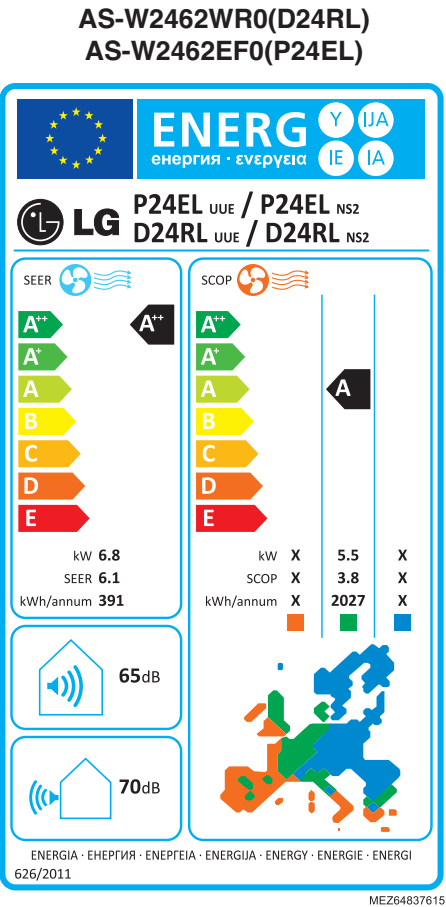 AS-W2462WR0(D24RL)
AS-W2462EF0(P24EL)
ENERG
Y IJA
IE IA
енергия · ενεργεια
LG LG
P24EL UUE / P24EL NS2
D24RL UUE / D24RL NS2
SEER
A++ A++
A+
A
B
C
D
E
kW 6.8
SEER 6.1
kWh/annum 391
SCOP
A++
A+
A A
B
C
D
E
kW X 5.5 X
SCOP X 3.8 X
kWh/annum X 2027 X
65dB
70dB
ENERGIA · ЕНЕРГИЯ · ΕΝΕΡΓΕΙΑ · ENERGIJA · ENERGY · ENERGIE · ENERGI
626/2011
MEZ64837615